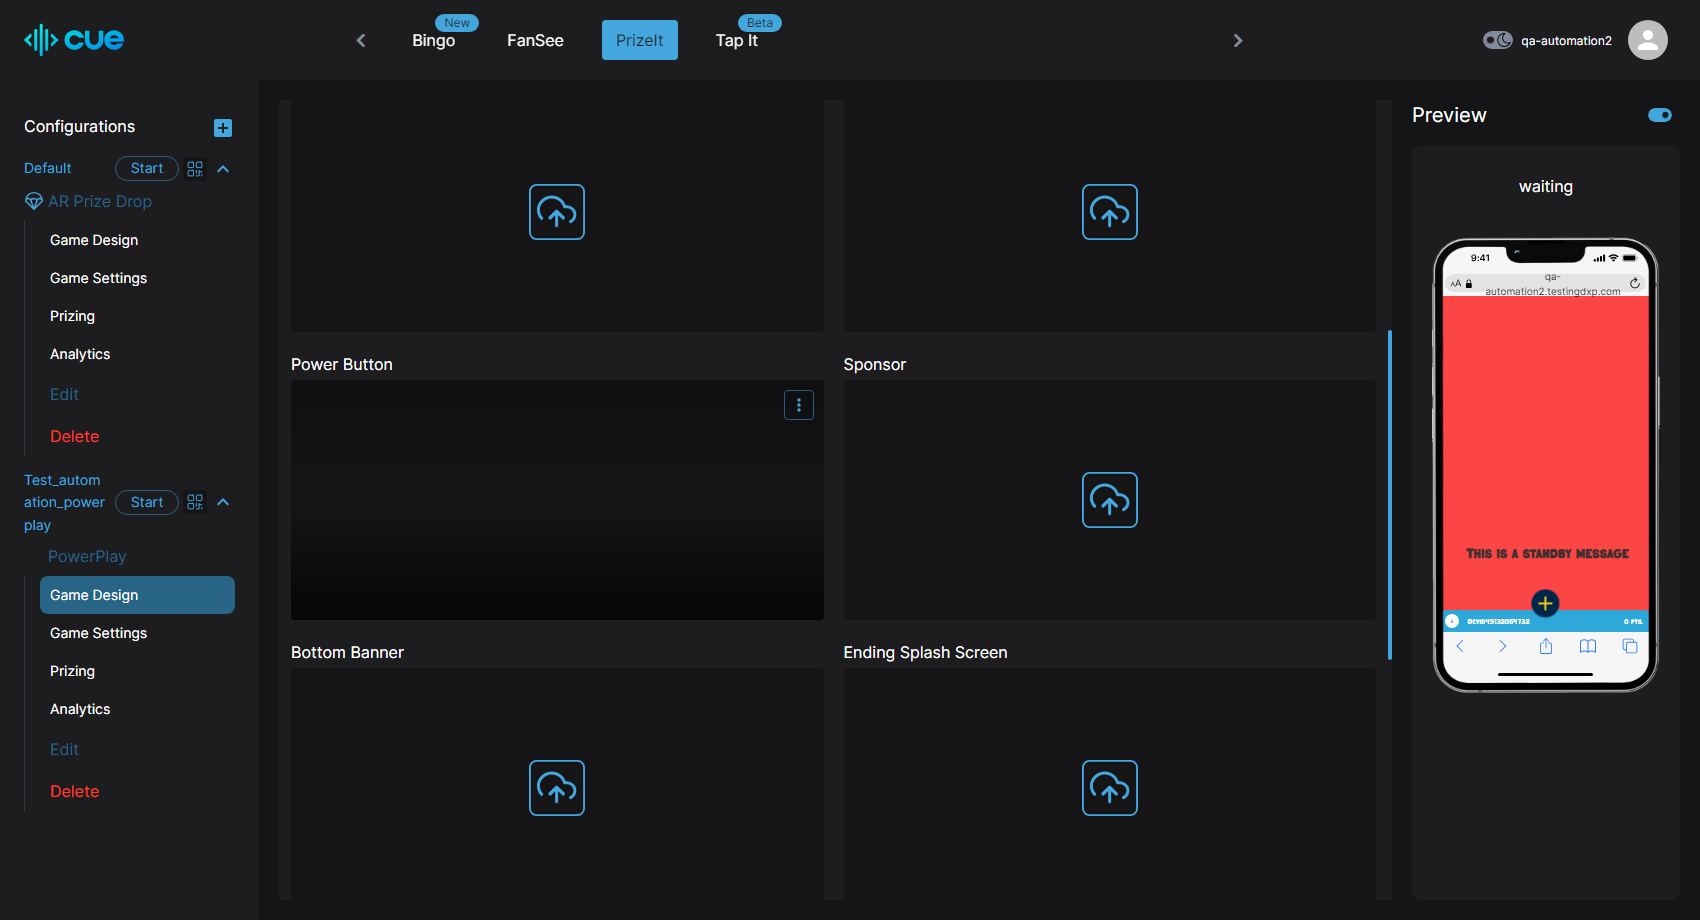 cue
New
Bingo
FanSee
PrizeIt
Beta
Tap It
qa-automation2
Configurations
Default
Start
AR Prize Drop
Game Design
Game Settings
Prizing
Analytics
Edit
Delete
Test_autom
ation_power
play
Start
PowerPlay
Game Design
Game Settings
Prizing
Analytics
Edit
Delete
Power Button
Sponsor
Bottom Banner
Ending Splash Screen
Preview
waiting
9:41
AA
qa-
automation2.testingdxp.com
This is a standby message
0 PTS.